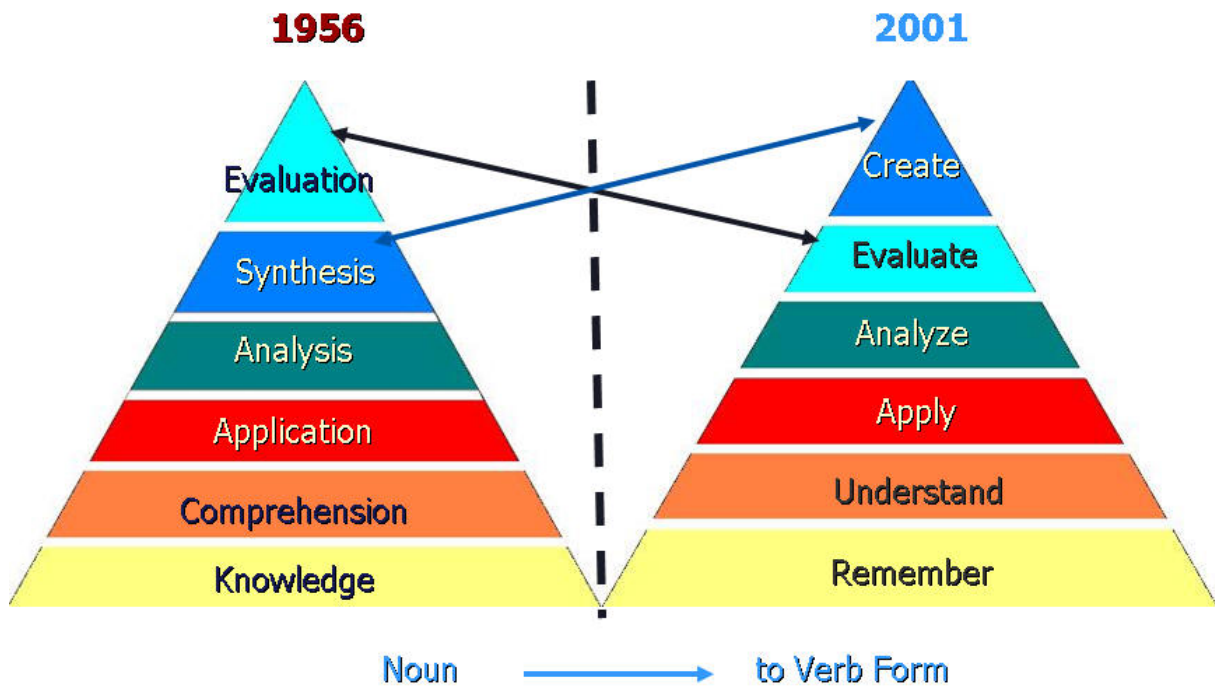 1956
2001
Evaluation
Synthesis
Analysis
Application
Comprehension
Knowledge
Create
Evaluate
Analyze
Apply
Understand
Remember
Noun to Verb Form